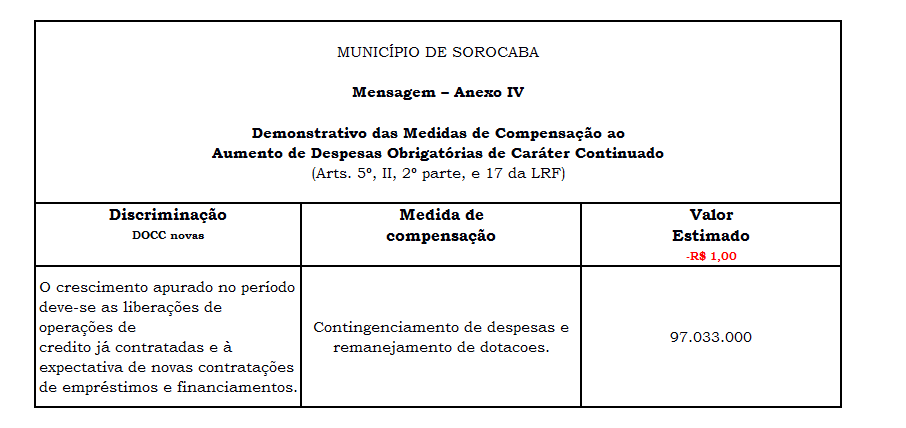 MUNICÍPIO DE SOROCABA
Mensagem – Anexo IV
Demonstrativo das Medidas de Compensação ao
Aumento de Despesas Obrigatórias de Caráter Continuado
(Arts. 5º, II, 2º parte, e 17 da LRF)
Discriminação
DOCC novas
Medida de
compensação
Valor
Estimado
-R$ 1,00
O crescimento apurado no período
deve-se as liberações de
operações de
credito já contratadas e à
expectativa de novas contratações
de empréstimos e financiamentos.
Contingenciamento de despesas e
remanejamento de dotacoes.
97.033.000